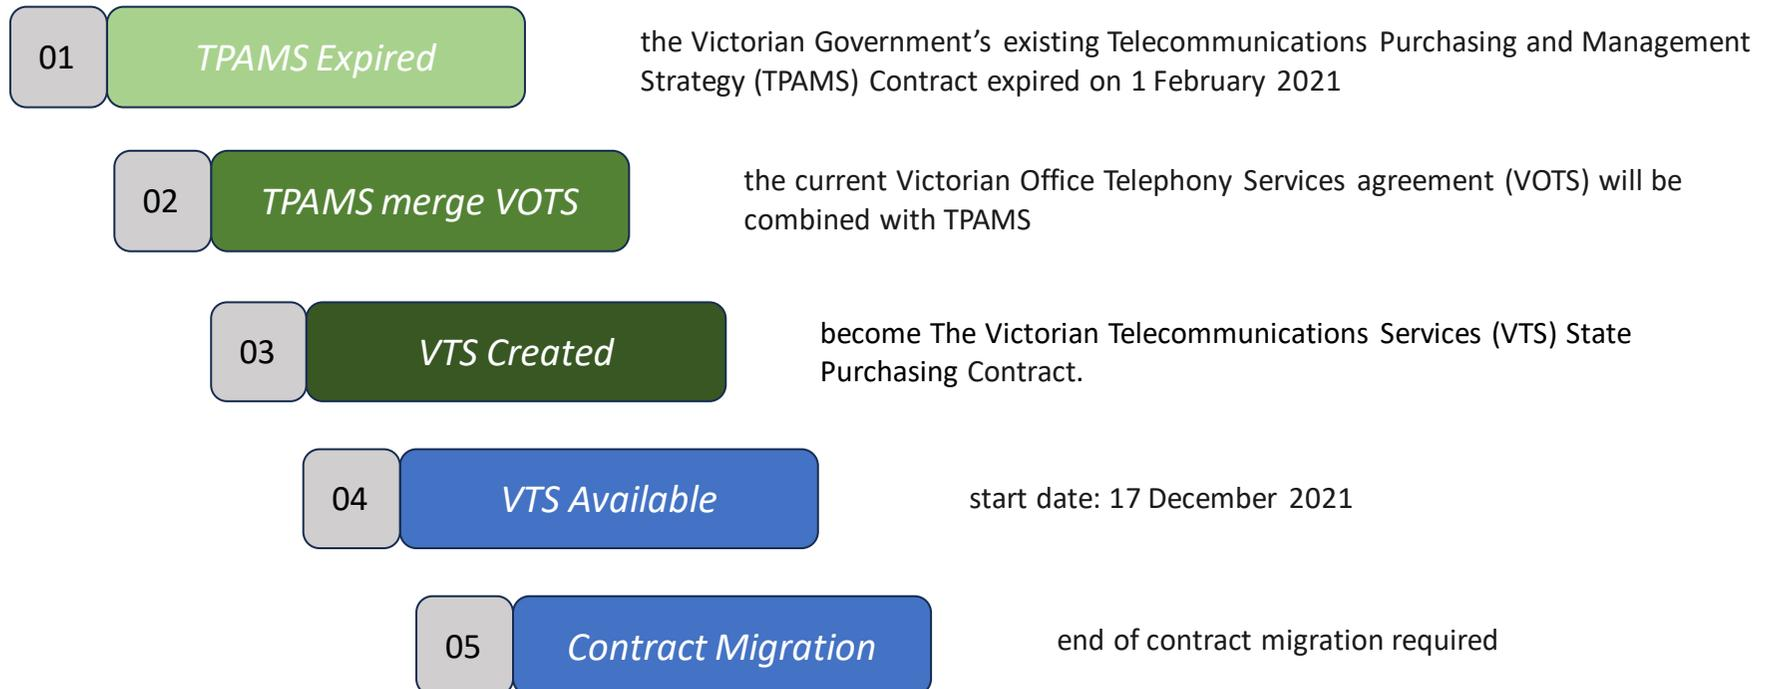 01
TPAMS Expired
the Victorian Government’s existing Telecommunications Purchasing and Management
Strategy (TPAMS) Contract expired on 1 February 2021
02
TPAMS merge VOTS
the current Victorian Office Telephony Services agreement (VOTS) will be
combined with TPAMS
03
VTS Created
become The Victorian Telecommunications Services (VTS) State
Purchasing Contract.
04
VTS Available
start date: 17 December 2021
05
Contract Migration
end of contract migration required